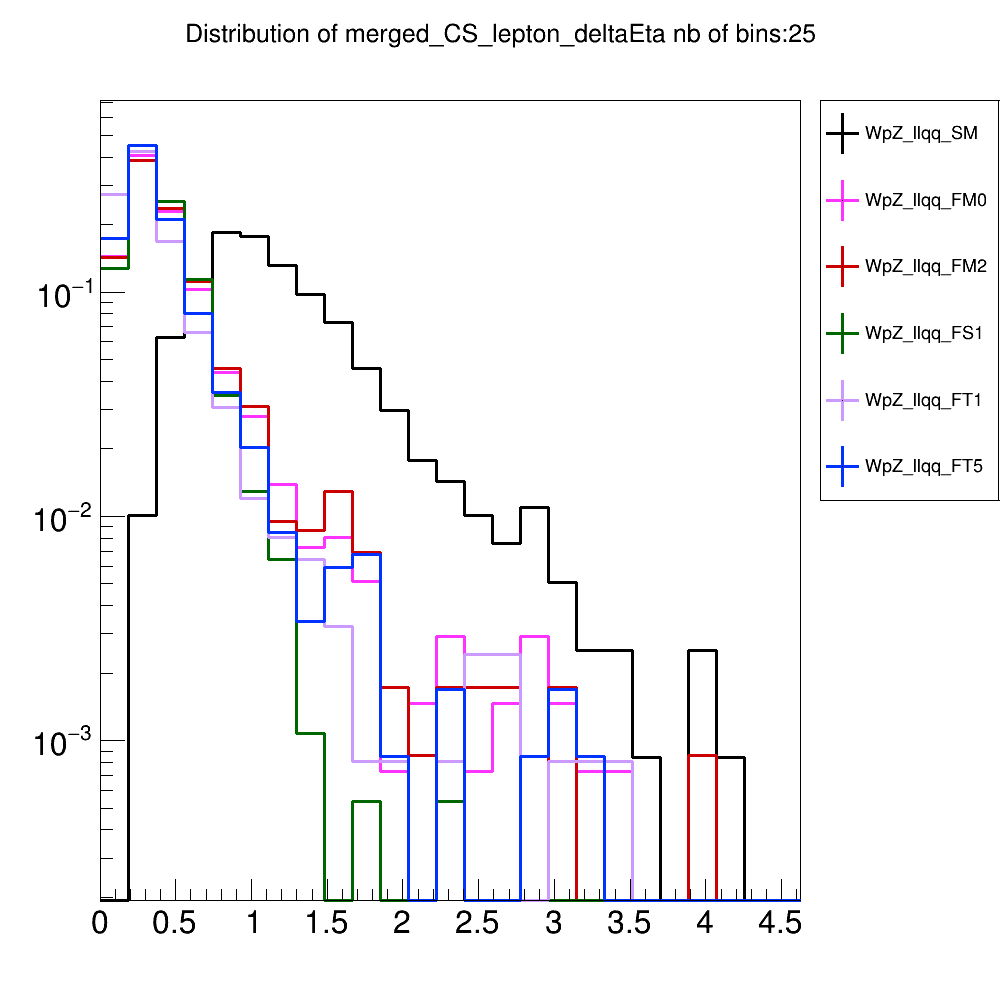 Distribution of merged_CS_lepton_deltaEta nb of bins:25
WpZ_llqq_SM
WpZ_llqq_FM0
WpZ_llqq_FM2
WpZ_llqq_FS1
WpZ_llqq_FT1
WpZ_llqq_FT5
10⁻¹
10⁻²
10⁻³
0 0.5 1 1.5 2 2.5 3 3.5 4 4.5